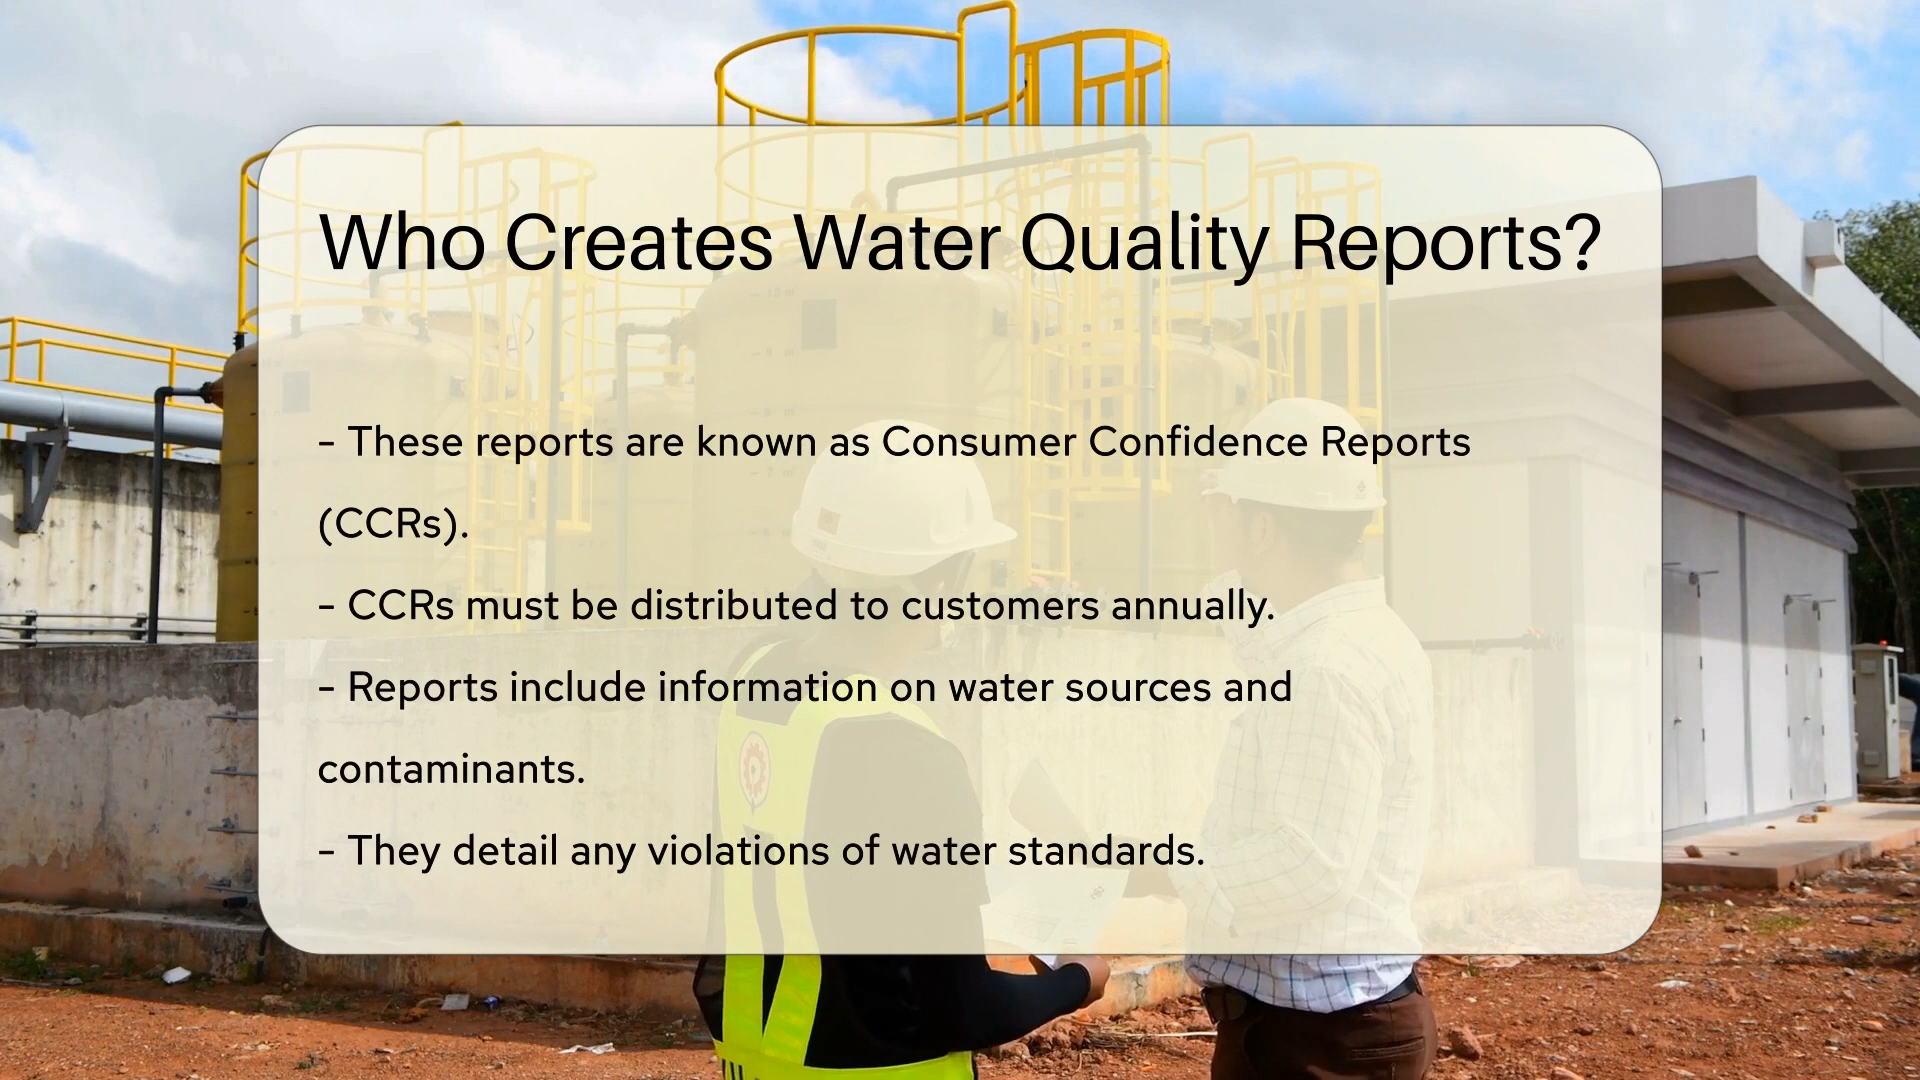 Who Creates Water Quality Reports?
- These reports are known as Consumer Confidence Reports
(CCRs).
- CCRs must be distributed to customers annually.
- Reports include information on water sources and
contaminants.
- They detail any violations of water standards.